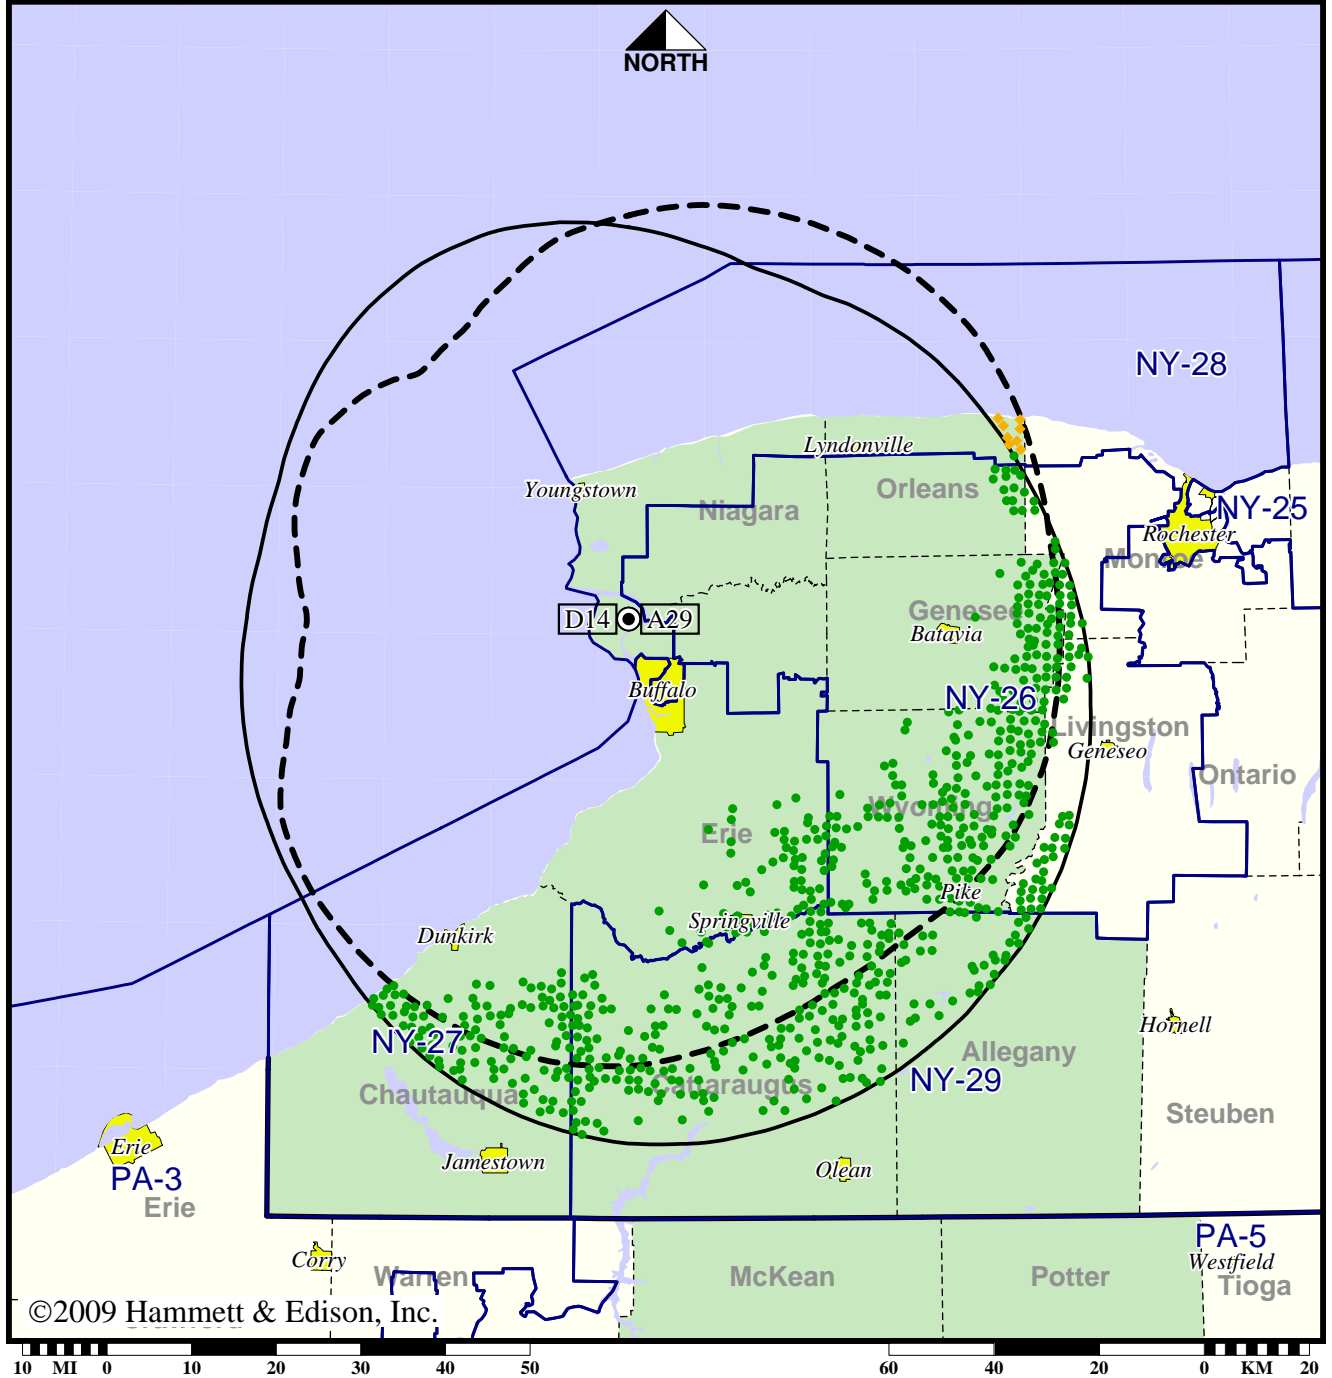 NORTH
NY-28
Lyndonville
Youngstown
Orleans
Niagara
NY-25
Rochester
Monroe
D14
A29
Genesee
Batavia
Buffalo
NY-26
Livingston
Geneseo
Ontario
Wyoming
Erie
Pike
Springville
Dunkirk
Hornell
NY-27
Allegany
NY-29
Cattaraugus
Chautauqua
Steuben
Erie
Jamestown
Olean
PA-3
Erie
PA-5
Corry
Westfield
Warren
McKean
Potter
Tioga
©2009 Hammett & Edison, Inc.
10 MI 0 10 20 30 40 50 60 40 20 0 KM 20